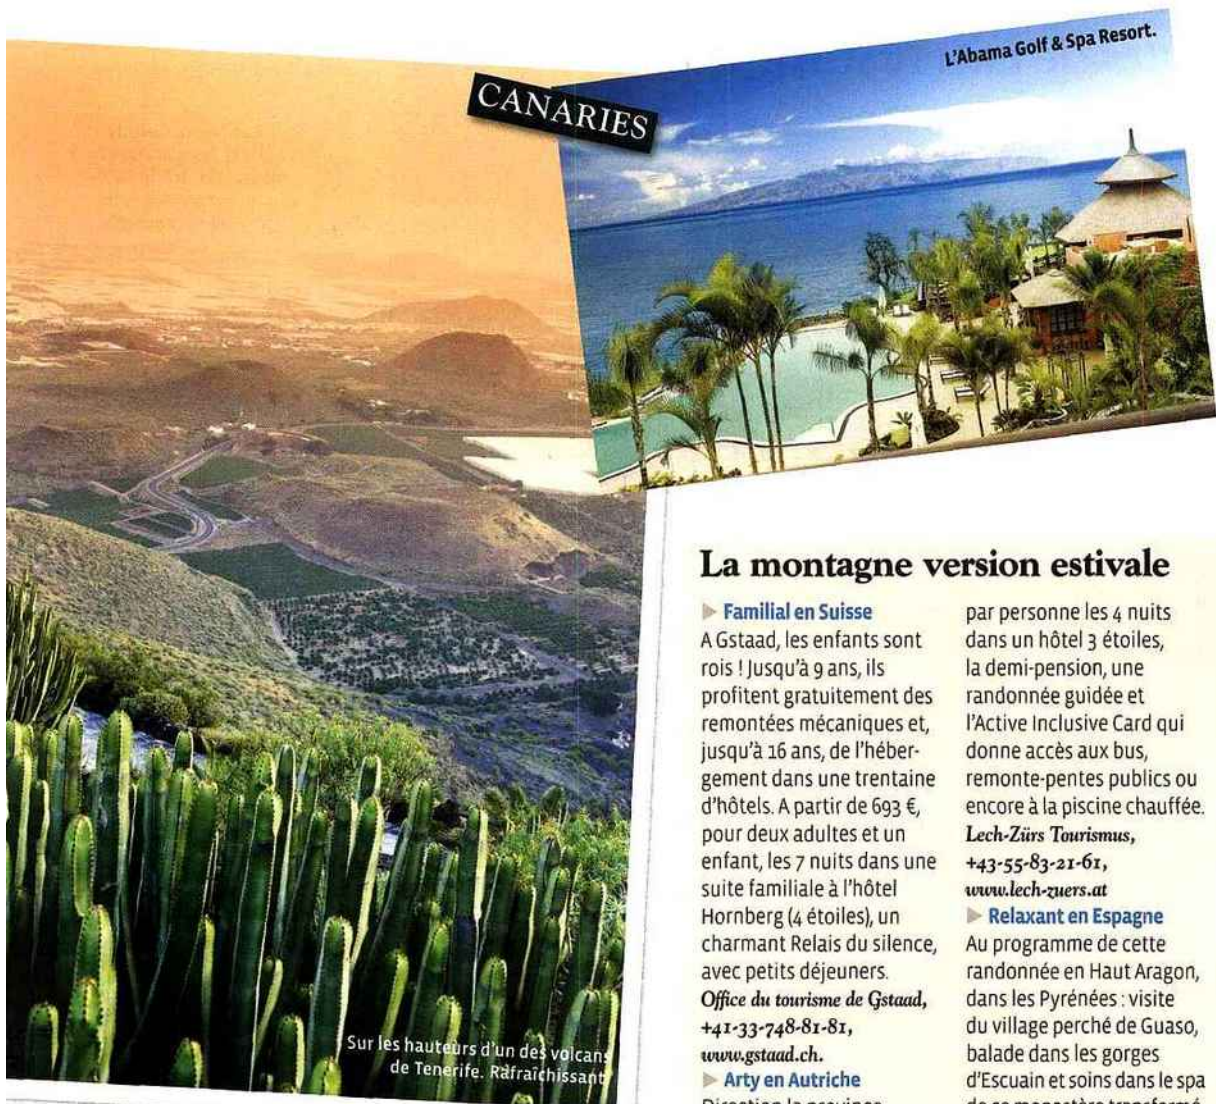 CANARIES
L'Abama Golf & Spa Resort.
Sur les hauteurs d'un des volcans
de Tenerife. Rafraîchissant
La montagne version estivale
Familial en Suisse
A Gstaad, les enfants sont
rois ! Jusqu'à 9 ans, ils
profitent gratuitement des
remontées mécaniques et,
jusqu'à 16 ans, de l'héber-
gement dans une trentaine
d'hôtels. A partir de 693 €,
pour deux adultes et un
enfant, les 7 nuits dans une
suite familiale à l'hôtel
Hornberg (4 étoiles), un
charmant Relais du silence,
avec petits déjeuners.
Office du tourisme de Gstaad,
+41-33-748-81-81,
www.gstaad.ch.
Arty en Autriche
Direction la province
par personne les 4 nuits
dans un hôtel 3 étoiles,
la demi-pension, une
randonnée guidée et
l'Active Inclusive Card qui
donne accès aux bus,
remonte-pentes publics ou
encore à la piscine chauffée.
Lech-Zürs Tourismus,
+43-55-83-21-61,
www.lech-zuers.at
Relaxant en Espagne
Au programme de cette
randonnée en Haut Aragon,
dans les Pyrénées : visite
du village perché de Guaso,
balade dans les gorges
d'Escuain et soins dans le spa
de ce monastère transformé